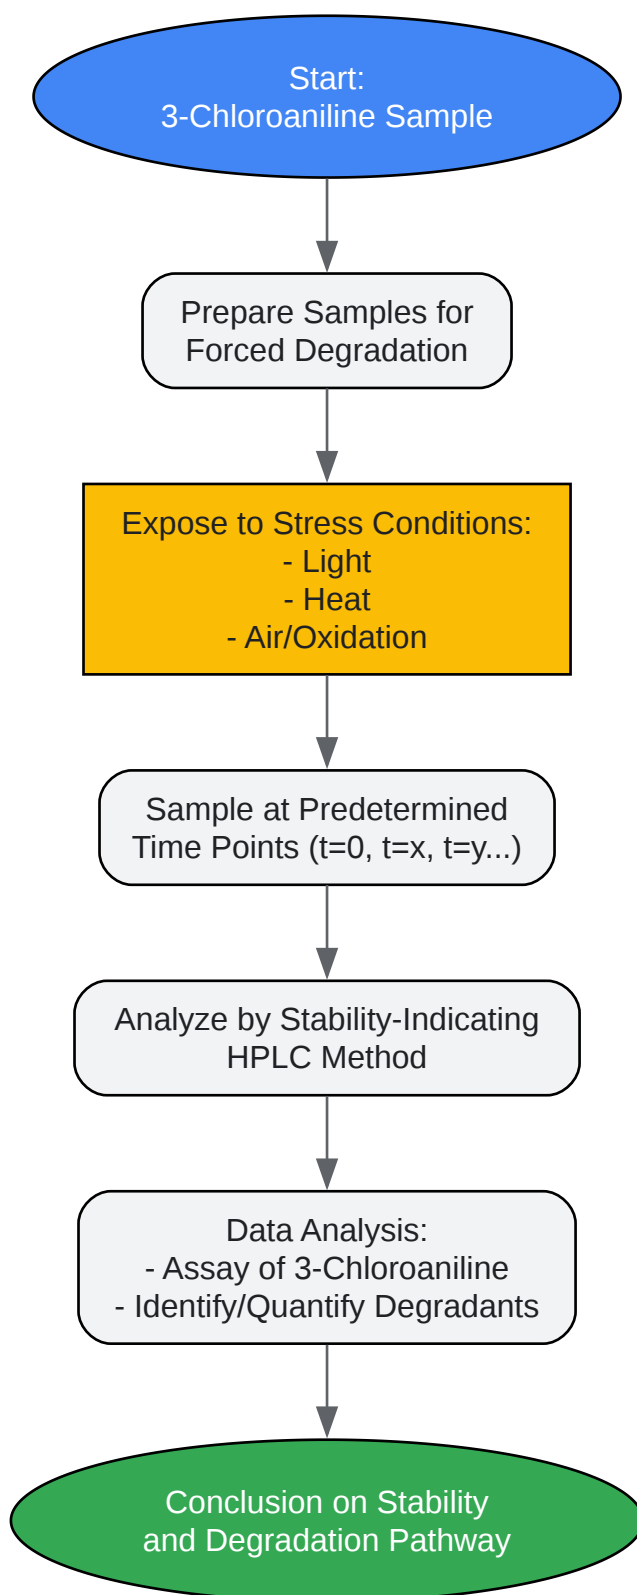 Start:
3-Chloroaniline Sample
Prepare Samples for
Forced Degradation
Expose to Stress Conditions:
- Light
- Heat
- Air/Oxidation
Sample at Predetermined
Time Points (t=0, t=x, t=y...)
Analyze by Stability-Indicating
HPLC Method
Data Analysis:
- Assay of 3-Chloroaniline
- Identify/Quantify Degradants
Conclusion on Stability
and Degradation Pathway